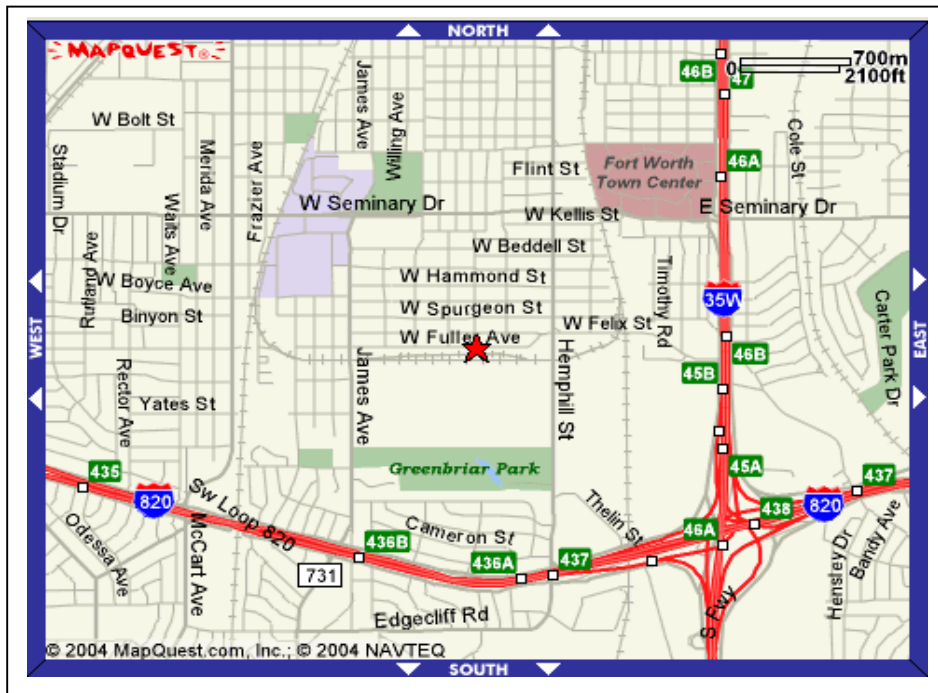 NORTH
MAPQUEST®
700m
0
2100ft
46B
47
James Ave
Willing Ave
W Bolt St
Cole St
Stadium Dr
Merida Ave
Frazier Ave
Flint St
Fort Worth
Town Center
46A
W Seminary Dr
W Kellis St
E Seminary Dr
Waits Ave
W Beddell St
Rutland Ave
W Boyce Ave
W Hammond St
Timothy Rd
35W
Carter Park Dr
Binyon St
W Spurgeon St
W Felix St
WEST
EAST
W Fuller Ave
46B
Rector Ave
James Ave
Hemphill St
45B
Yates St
435
Greenbriar Park
45A
437
820
Sw Loop 820
Thelin St
438
820
Odessa Ave
McCart Ave
436B
Cameron St
46A
Hensley Dr
Bandy Ave
731
436A
437
Edgecliff Rd
S Fwy
© 2004 MapQuest.com, Inc.; © 2004 NAVTEQ
SOUTH